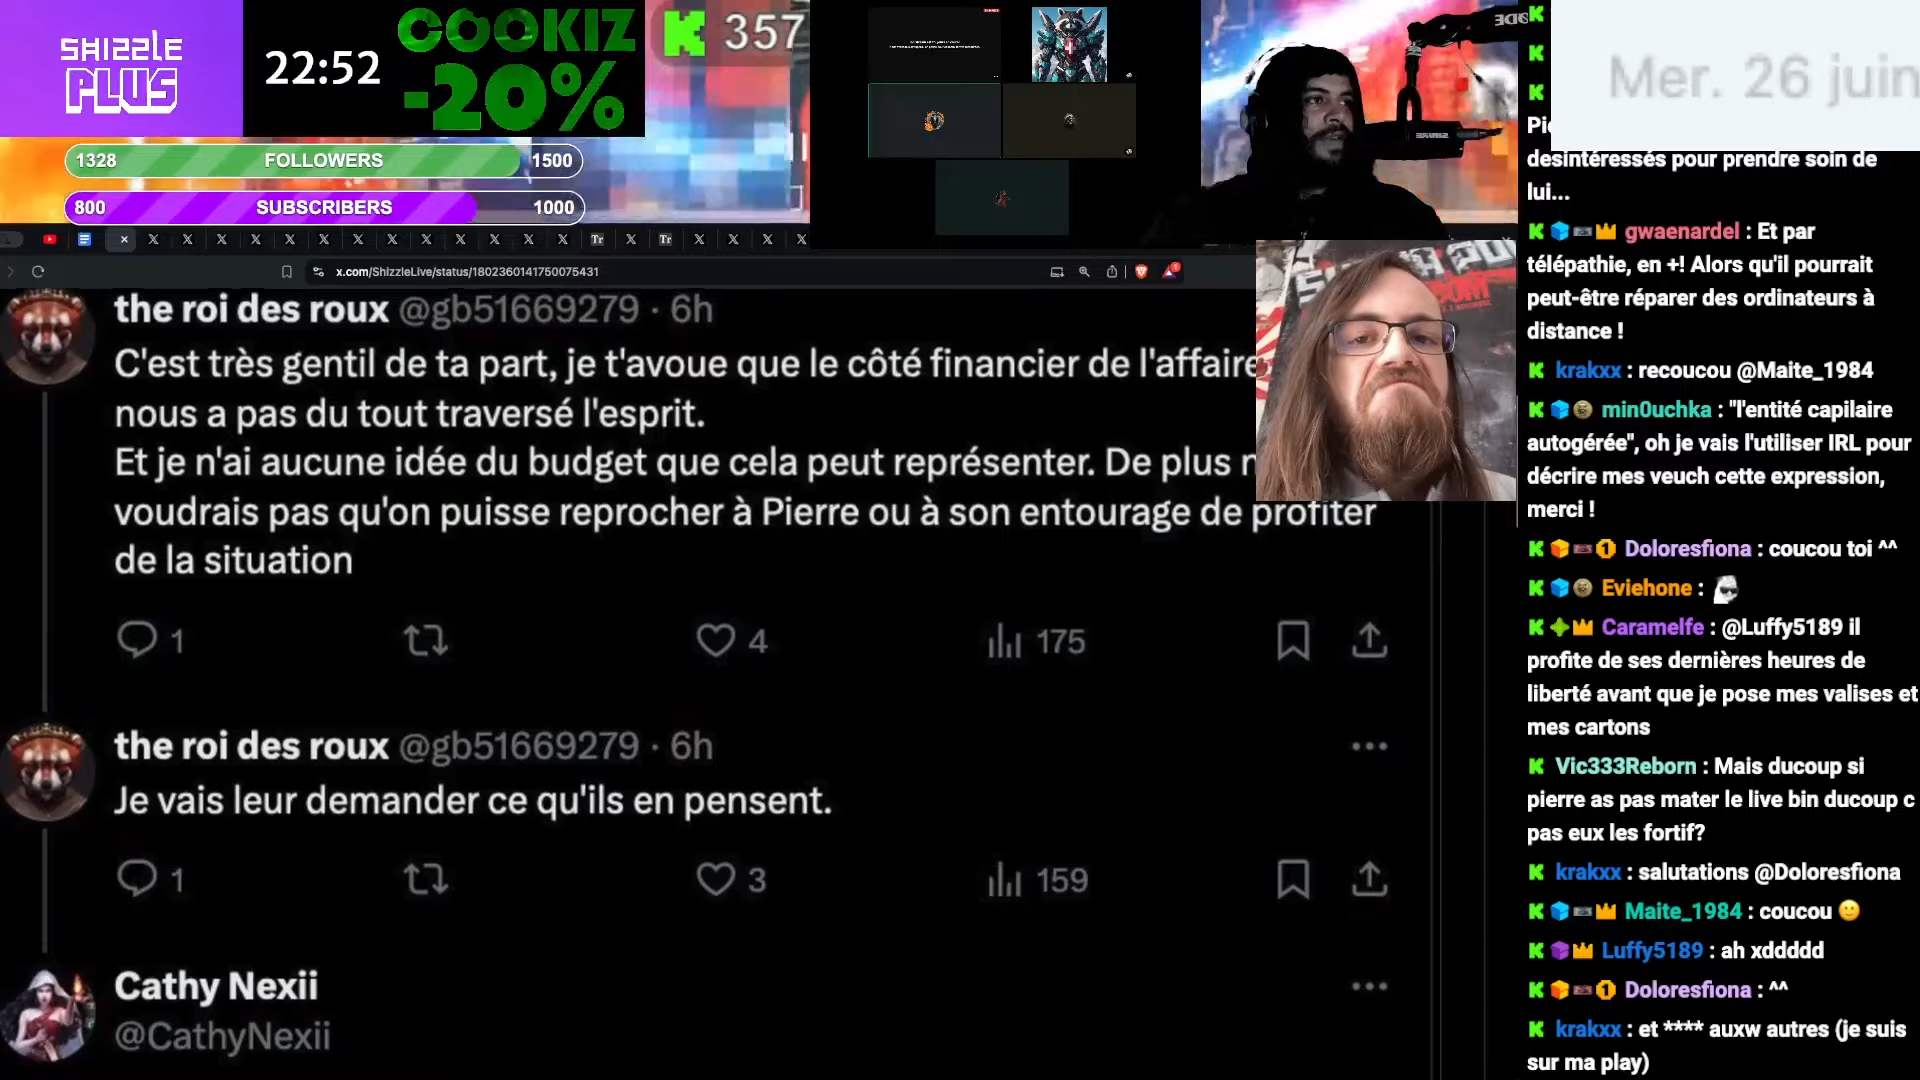 SHIZZLE
PLUS
22:52
COOKIZ
-20%
357
1328 FOLLOWERS 1500
800 SUBSCRIBERS 1000
x.com/ShizzleLive/status/1802360141750075431
the roi des roux @gb51669279 · 6h
C'est très gentil de ta part, je t'avoue que le côté financier de l'affaire
nous a pas du tout traversé l'esprit.
Et je n'ai aucune idée du budget que cela peut représenter. De plus
voudrais pas qu'on puisse reprocher à Pierre ou à son entourage de profiter
de la situation
1 4 175
the roi des roux @gb51669279 · 6h
Je vais leur demander ce qu'ils en pensent.
1 3 159
Cathy Nexii
@CathyNexii
Mer. 26 juin
desintéressés pour prendre soin de
lui...
gwaenardel : Et par
télépathie, en +! Alors qu'il pourrait
peut-être réparer des ordinateurs à
distance !
krakxx : recoucou @Maite_1984
min0uchka : "l'entité capilaire
autogérée", oh je vais l'utiliser IRL pour
décrire mes veuch cette expression,
merci !
Doloresfiona : coucou toi ^^
Eviehone :
Caramelfe : @Luffy5189 il
profite de ses dernières heures de
liberté avant que je pose mes valises et
mes cartons
Vic333Reborn : Mais ducoup si
pierre as pas mater le live bin ducoup c
pas eux les fortif?
krakxx : salutations @Doloresfiona
Maite_1984 : coucou 🙂
Luffy5189 : ah xddddd
Doloresfiona : ^^
krakxx : et **** auxw autres (je suis
sur ma play)